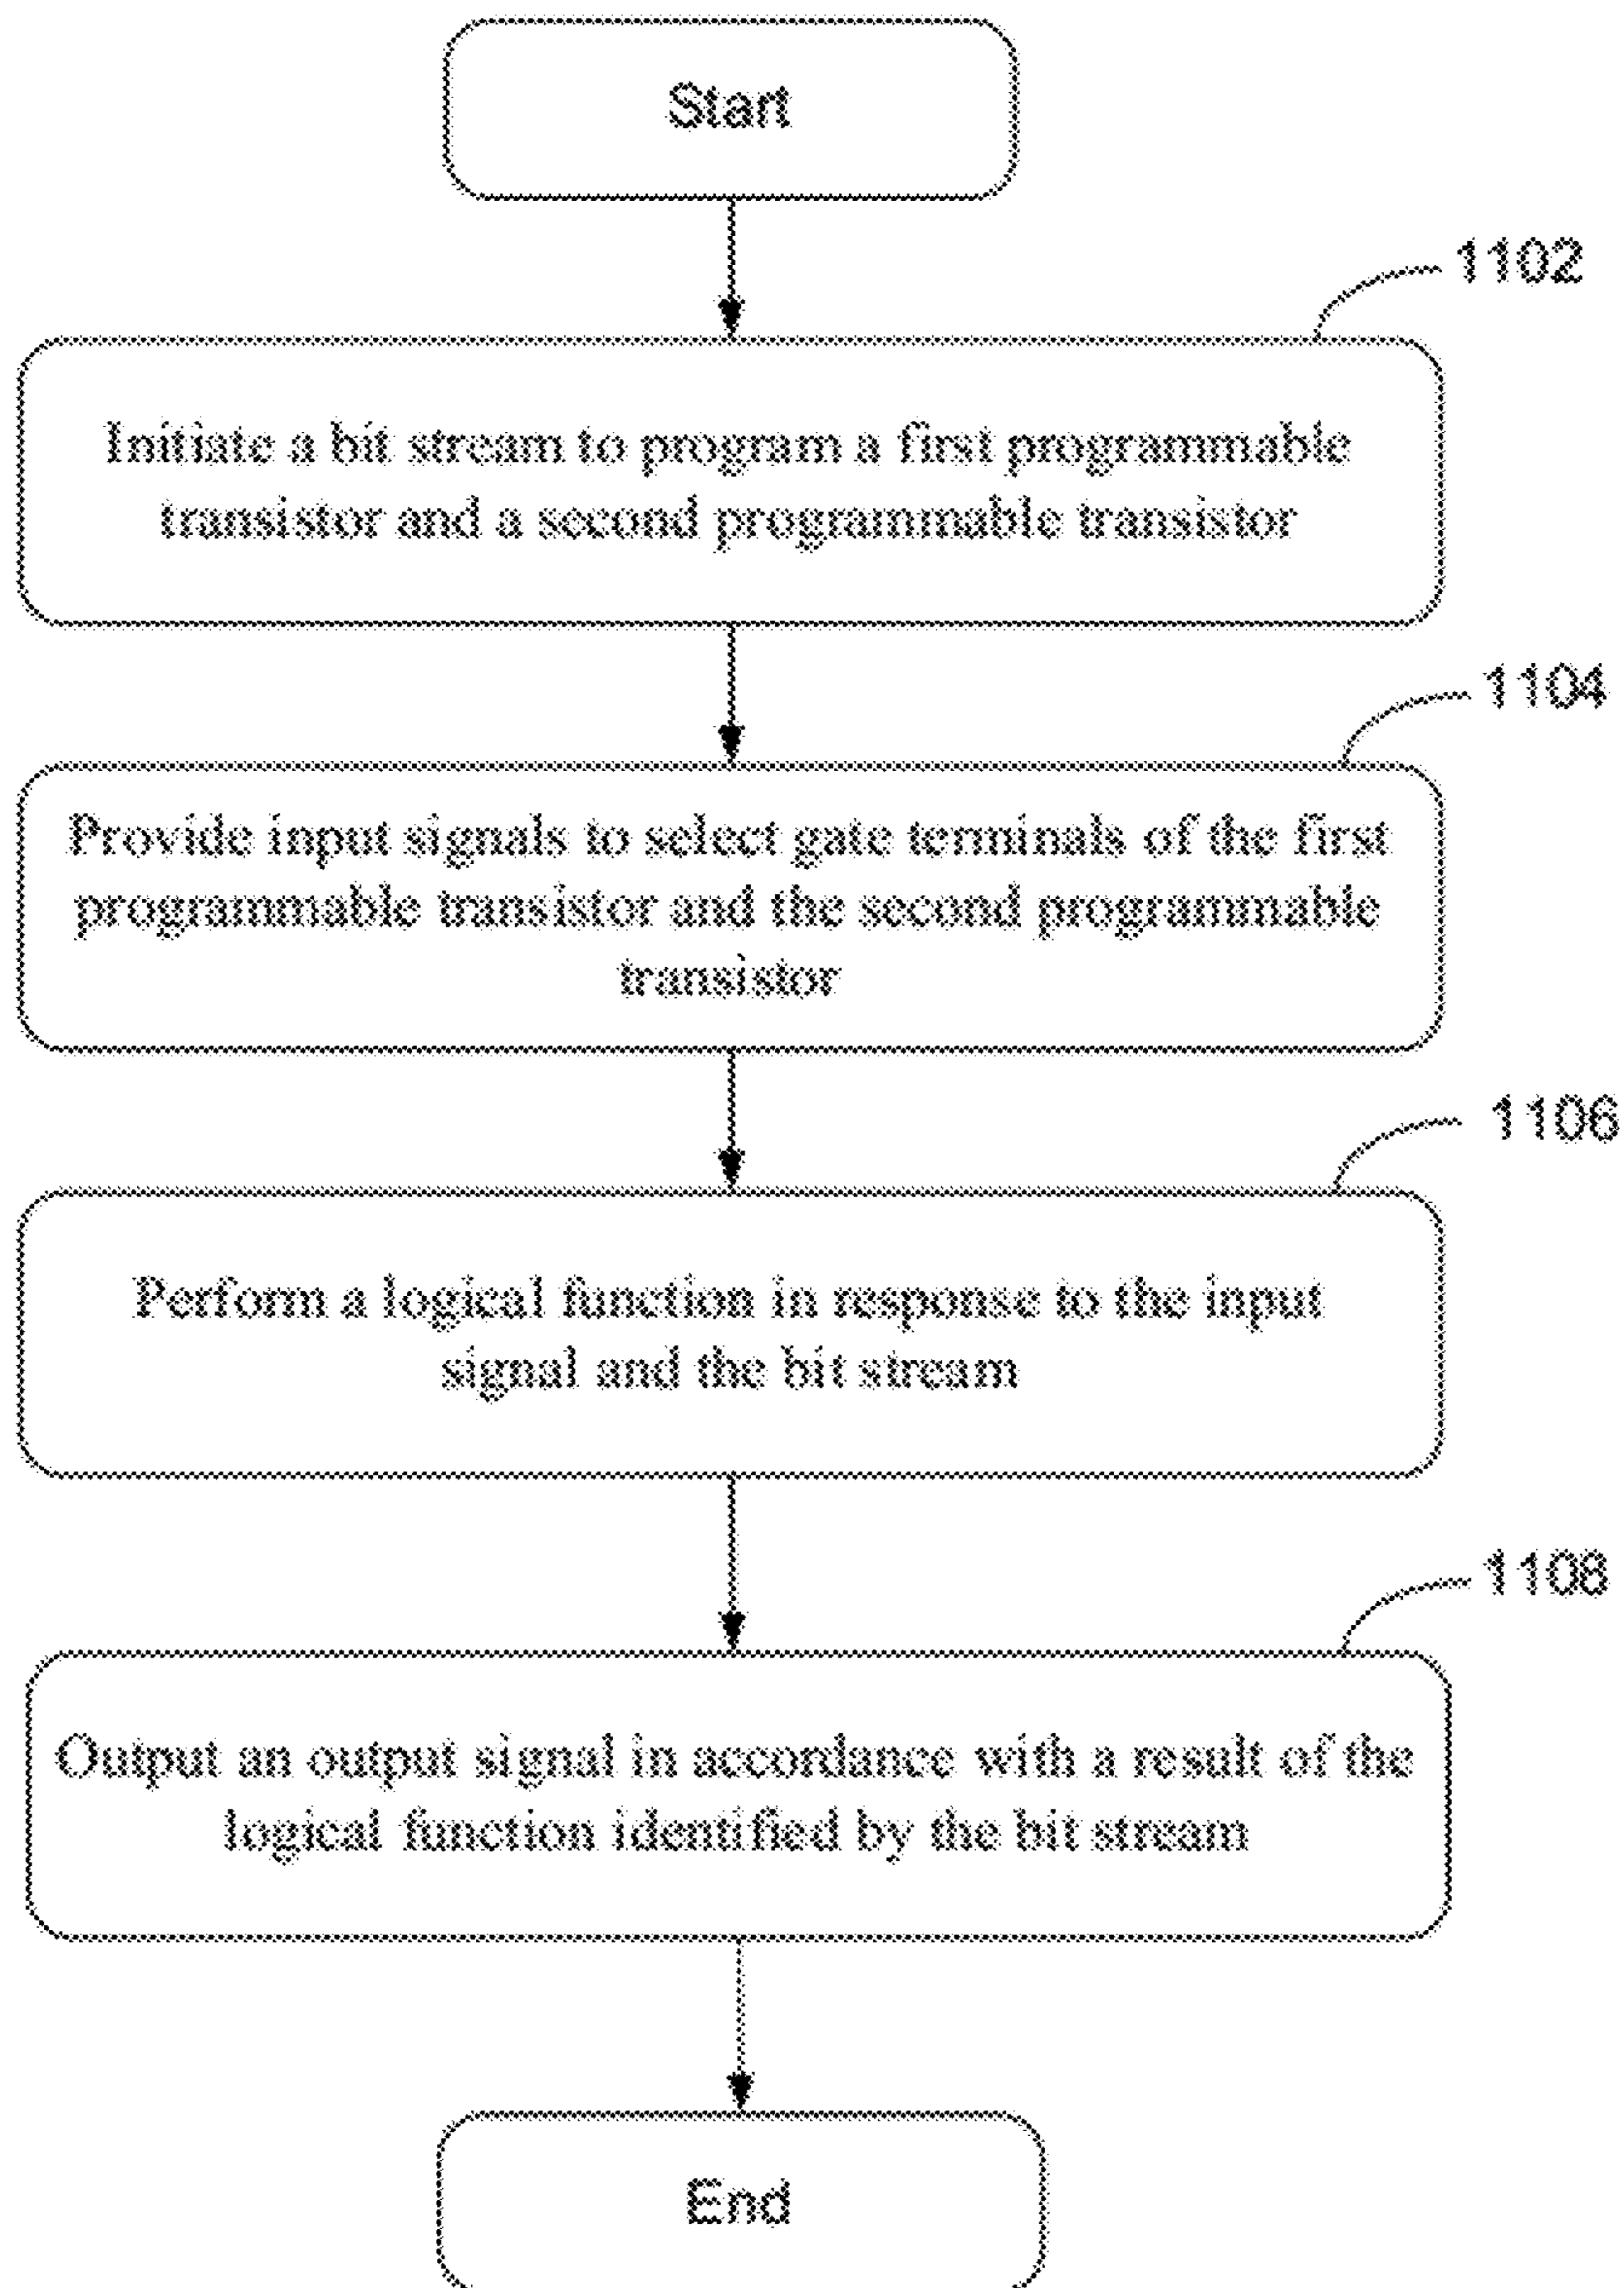 Start
1102
Initiate a bit stream to program a first programmable
transistor and a second programmable transistor
1104
Provide input signals to select gate terminals of the first
programmable transistor and the second programmable
transistor
1106
Perform a logical function in response to the input
signal and the bit stream
1108
Output an output signal in accordance with a result of the
logical function identified by the bit stream
End